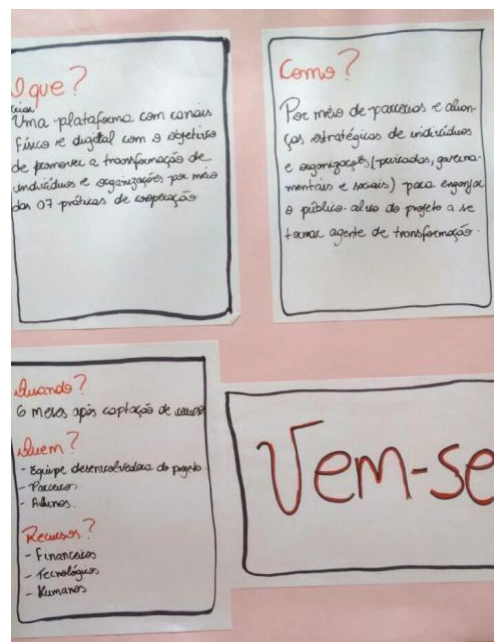 O que?
criar
Uma plataforma com canais
físico e digital com o objetivo
de promover a transformação de
indivíduos e organizações por meio
das 07 práticas de cooperação
Como?
Por meio de parcerias e alian-
ças estratégicas de indivíduos
e organizações (privadas, governa-
mentais e sociais) para engajar
o público-alvo do projeto a se
tornar agente de transformação.
Quando?
6 meses após captação de
Quem?
- Equipe desenvolvedora do projeto
- Parceiros
- Alunos
Recursos?
- Financeiros
- Tecnológicos
- Humanos
Vem-se